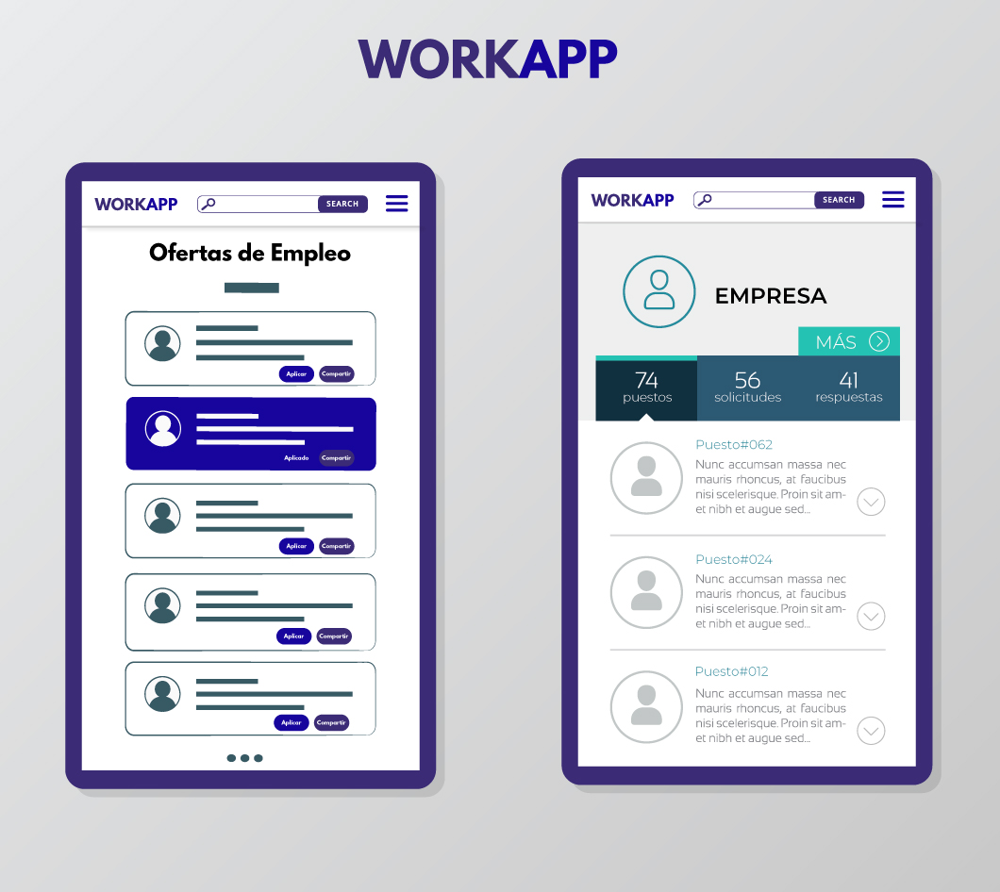 WORKAPP
WORKAPP
SEARCH
Ofertas de Empleo
Aplicar
Compartir
Aplicado
Compartir
Aplicar
Compartir
Aplicar
Compartir
Aplicar
Compartir
WORKAPP
SEARCH
EMPRESA
MÁS
74
puestos
56
solicitudes
41
respuestas
Puesto#062
Nunc accumsan massa nec
mauris rhoncus, at faucibus
nisi scelerisque. Proin sit am-
et nibh et augue sed...
Puesto#024
Nunc accumsan massa nec
mauris rhoncus, at faucibus
nisi scelerisque. Proin sit am-
et nibh et augue sed...
Puesto#012
Nunc accumsan massa nec
mauris rhoncus, at faucibus
nisi scelerisque. Proin sit am-
et nibh et augue sed...